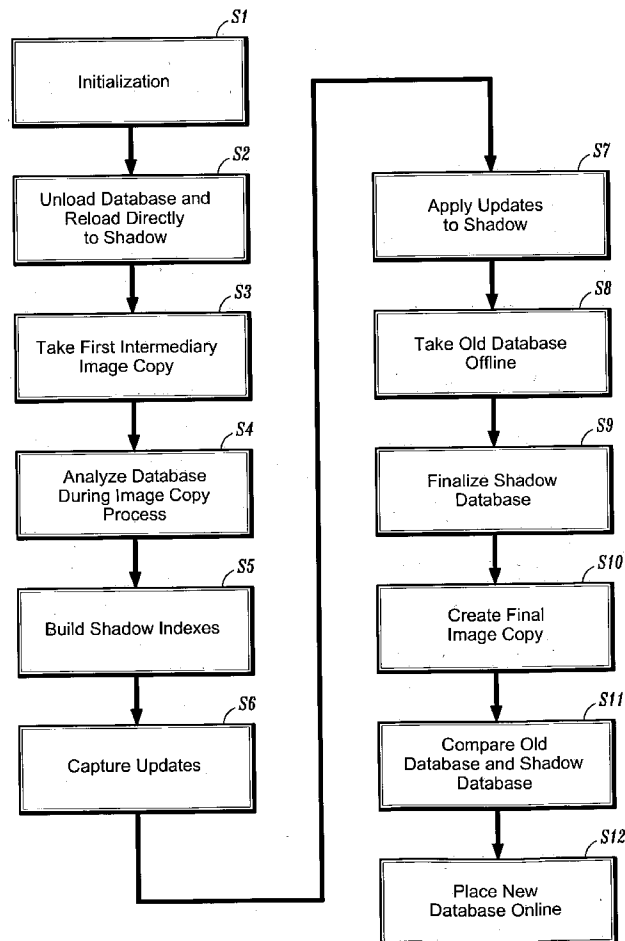 S1
Initialization
S2
Unload Database and
Reload Directly
to Shadow
S3
Take First Intermediary
Image Copy
S4
Analyze Database
During Image Copy
Process
S5
Build Shadow Indexes
S6
Capture Updates
S7
Apply Updates
to Shadow
S8
Take Old Database
Offline
S9
Finalize Shadow
Database
S10
Create Final
Image Copy
S11
Compare Old
Database and Shadow
Database
S12
Place New
Database Online